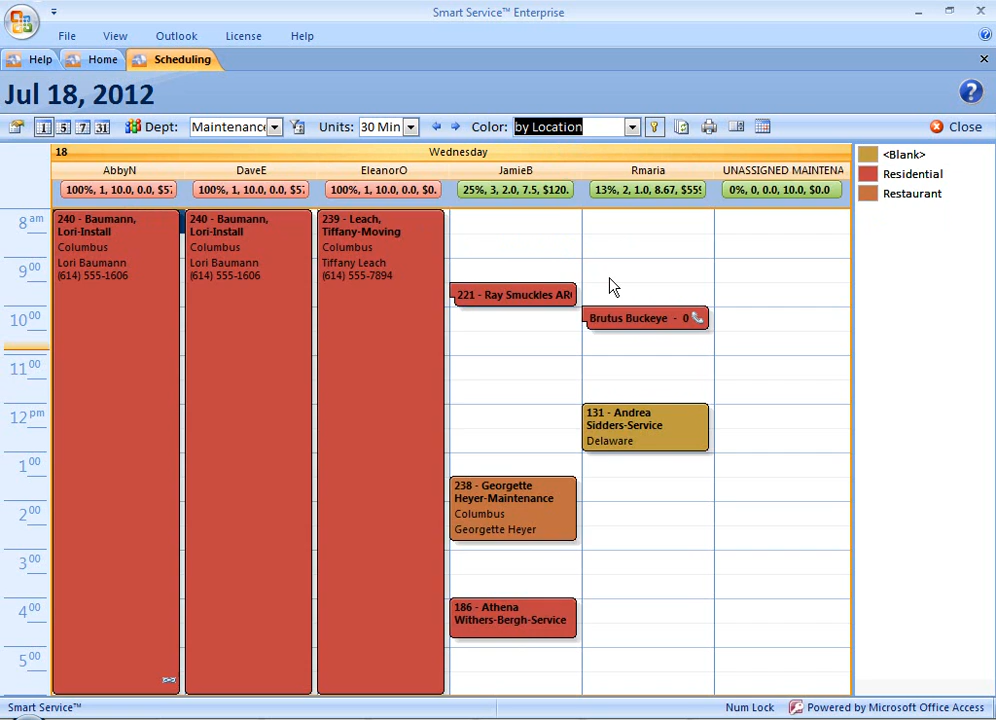 Smart Service™ Enterprise
File View Outlook License Help
Help Home Scheduling
Jul 18, 2012
1 5 7 31 Dept: Maintenance Units: 30 Min Color: by Location Close
18 Wednesday
AbbyN DaveE EleanorO JamieB Rmaria UNASSIGNED MAINTENA
100%, 1, 10.0, 0.0, $57 100%, 1, 10.0, 0.0, $57 100%, 1, 10.0, 0.0, $0. 25%, 3, 2.0, 7.5, $120. 13%, 2, 1.0, 8.67, $55! 0%, 0, 0.0, 10.0, $0.0
<Blank>
Residential
Restaurant
8 am
9 00
10 00
11 00
12 pm
1 00
2 00
3 00
4 00
5 00
240 - Baumann,
Lori-Install
Columbus
Lori Baumann
(614) 555-1606
240 - Baumann,
Lori-Install
Columbus
Lori Baumann
(614) 555-1606
239 - Leach,
Tiffany-Moving
Columbus
Tiffany Leach
(614) 555-7894
221 - Ray Smuckles AR
238 - Georgette
Heyer-Maintenance
Columbus
Georgette Heyer
186 - Athena
Withers-Bergh-Service
Brutus Buckeye - 0
131 - Andrea
Sidders-Service
Delaware
Smart Service™ Num Lock Powered by Microsoft Office Access